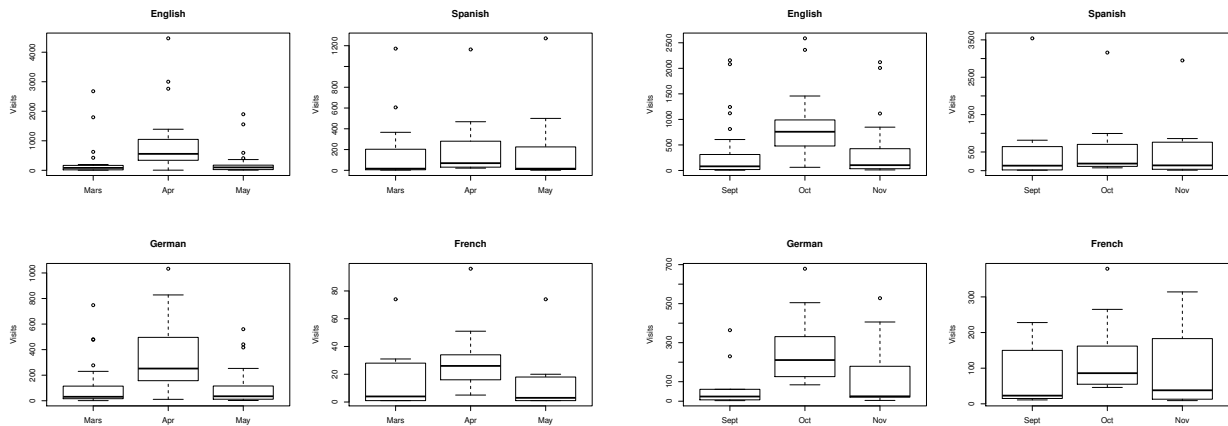 English
Visits
0
1000
2000
3000
4000
Mars
Apr
May
Spanish
Visits
0
200
400
600
800
1200
Mars
Apr
May
English
Visits
0
500
1000
1500
2000
2500
Sept
Oct
Nov
Spanish
Visits
0
500
1500
2500
3500
Sept
Oct
Nov
German
Visits
0
200
400
600
800
1000
Mars
Apr
May
French
Visits
0
20
40
60
80
Mars
Apr
May
German
Visits
0
100
300
500
700
Sept
Oct
Nov
French
Visits
0
100
200
300
Sept
Oct
Nov